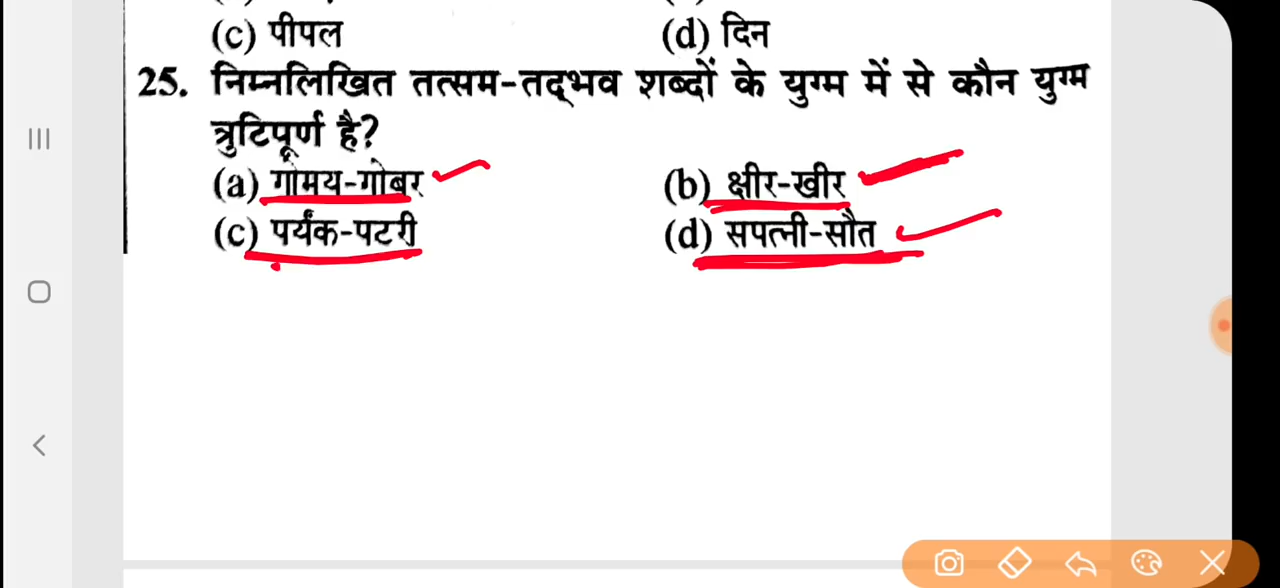 (c) पीपल (d) दिन
25. निम्नलिखित तत्सम-तद्भव शब्दों के युग्म में से कौन युग्म
त्रुटिपूर्ण है?
(a) गोमय-गोबर (b) क्षीर-खीर
(c) पर्यंक-पटरी (d) सपत्नी-सौत